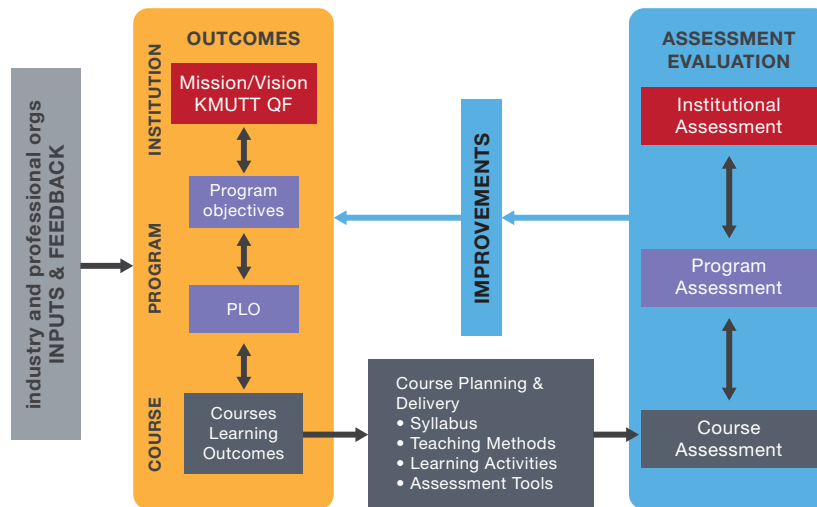 industry and professional orgs
INPUTS & FEEDBACK
OUTCOMES
INSTITUTION
Mission/Vision
KMUTT QF
PROGRAM
Program
objectives
PLO
COURSE
Courses
Learning
Outcomes
Course Planning &
Delivery
• Syllabus
• Teaching Methods
• Learning Activities
• Assessment Tools
IMPROVEMENTS
ASSESSMENT
EVALUATION
Institutional
Assessment
Program
Assessment
Course
Assessment